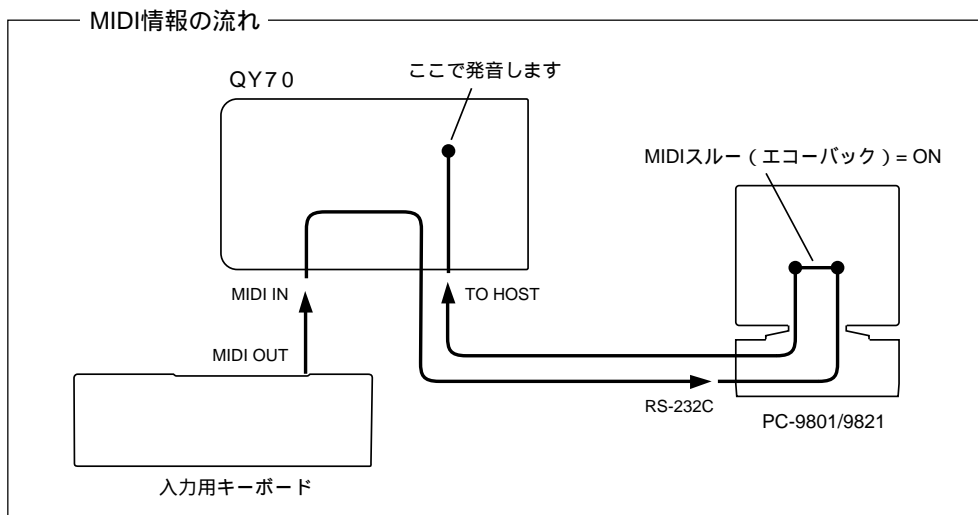 MIDI情報の流れ
QY70
ここで発音します
MIDIスルー（エコーバック）= ON
MIDI IN
TO HOST
MIDI OUT
RS-232C
PC-9801/9821
入力用キーボード